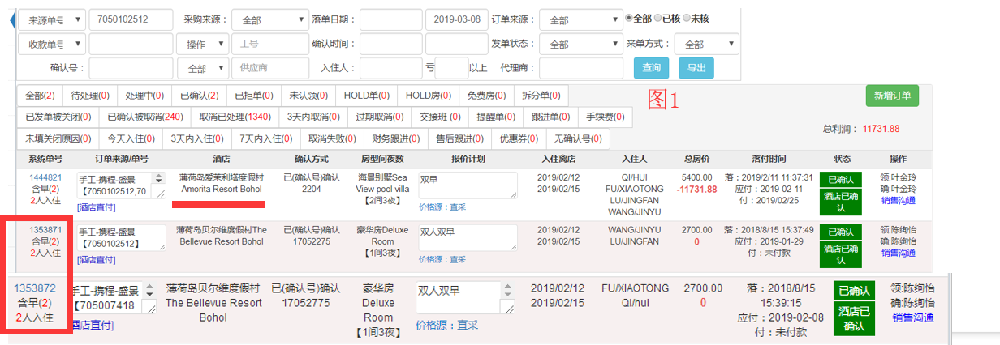 来源单号 7050102512 采购来源： 全部 落单日期： 2019-03-08 订单来源： 全部 全部 已核 未核
收款单号 操作 工号 确认时间： 发单状态： 全部 来单方式： 全部
确认号： 全部 供应商 入住人： 亏 以上 代理商： 查询 导出
全部(2) 待处理(0) 处理中(0) 已确认(2) 已拒单(0) 未认领(0) HOLD单(0) HOLD房(0) 免费房(0) 拆分单(0) 图1 新增订单
已发单被关闭(0) 已确认被取消(240) 取消已处理(1340) 3天内取消(0) 过期取消(0) 交接班 (0) 提醒单(0) 跟进单(0) 手续费(0)
总利润：-11731.88
未填关闭原因(0) 今天入住(0) 3天内入住(0) 7天内入住(0) 取消失败(0) 财务跟进(0) 售后跟进(0) 优惠券(0) 无确认号(0)
系统单号 订单来源/单号 酒店 确认方式 房型间夜数 报价计划 入住离店 入住人 总房价 落付时间 状态 操作
1444821 手工-携程-盛景 薄荷岛爱茉利塔度假村 已(确认号)确认 海景别墅Sea 双早 2019/02/12 QI/HUI 5400.00 落：2019/2/11 11:37:31 已确认 领:叶金玲
含早(2) 【7050102512,70 Amorita Resort Bohol 2204 View pool villa 2019/02/15 FU/XIAOTONG -11731.88 应付：2019-02-11 酒店已确 确:叶金玲
2人入住 [酒店直付] 【2间3夜】 价格源：直采 LU/JINGFAN 付：2019/02/25 认 销售沟通
WANG/JINYU
1353871 手工-携程-盛景 薄荷岛贝尔维度假村The 已(确认号)确认 豪华房Deluxe 双人双早 2019/02/12 WANG/JINYU 2700.00 落：2018/8/15 15:37:49 已确认 领:陈绚怡
含早(2) 【7050102512】 Bellevue Resort Bohol 17052275 Room 2019/02/15 LU/JINGFAN 0 应付：2019-01-29 酒店已确 确:陈绚怡
2人入住 [酒店直付] 【1间3夜】 价格源：直采 付：未付款 认 销售沟通
1353872 手工-携程-盛景 薄荷岛贝尔维度假村 已(确认号)确认 豪华房 双人双早 2019/02/12 FU/XIAOTONG 2700.00 落：2018/8/15 已确认 领:陈绚怡
含早(2) 【705007418 The Bellevue Resort 17052775 Deluxe 2019/02/15 QI/hui 0 15:39:15 酒店已 确:陈绚怡
2人入住 酒店直付] Bohol Room 价格源：直采 应付：2019-02-08 确认 销售沟通
【1间3夜】 付：未付款